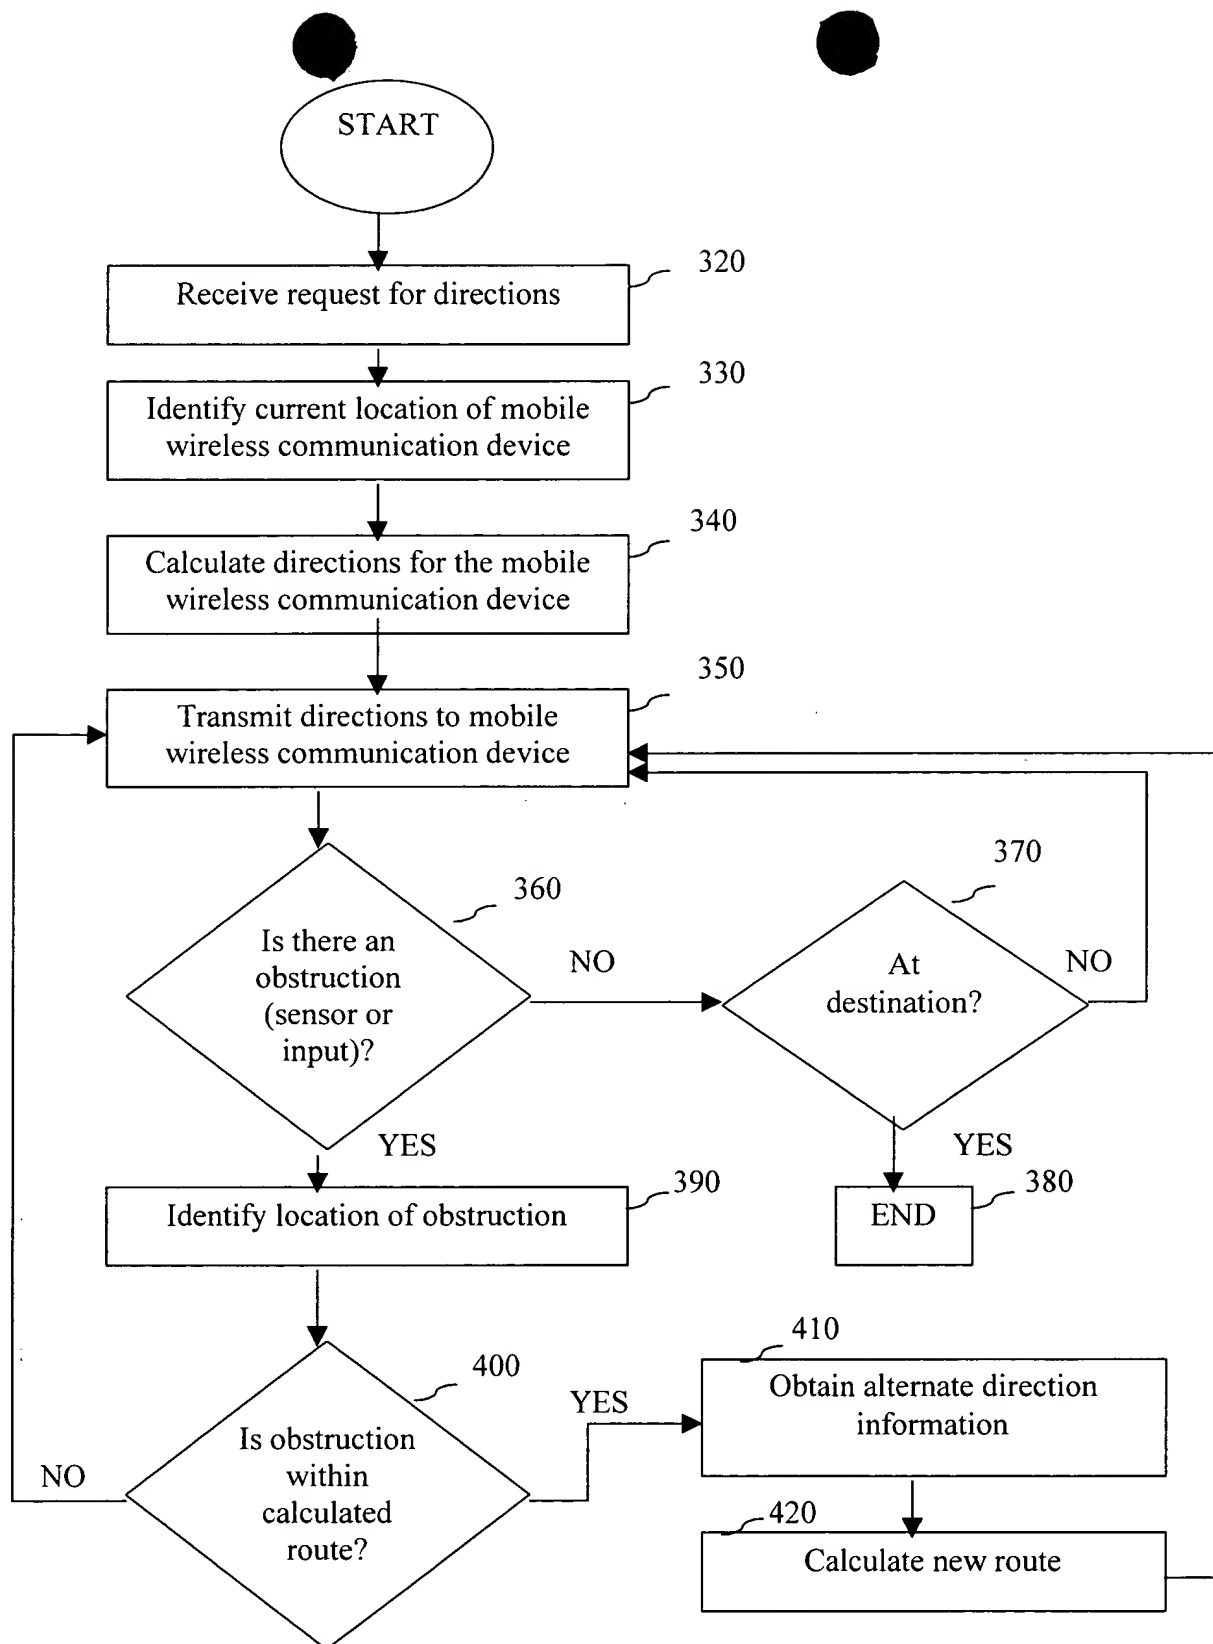 START
320
Receive request for directions
330
Identify current location of mobile
wireless communication device
340
Calculate directions for the mobile
wireless communication device
350
Transmit directions to mobile
wireless communication device
360
Is there an
obstruction
(sensor or
input)?
NO
370
At
destination?
NO
YES
YES
390
Identify location of obstruction
380
END
400
Is obstruction
within
calculated
route?
NO
YES
410
Obtain alternate direction
information
420
Calculate new route